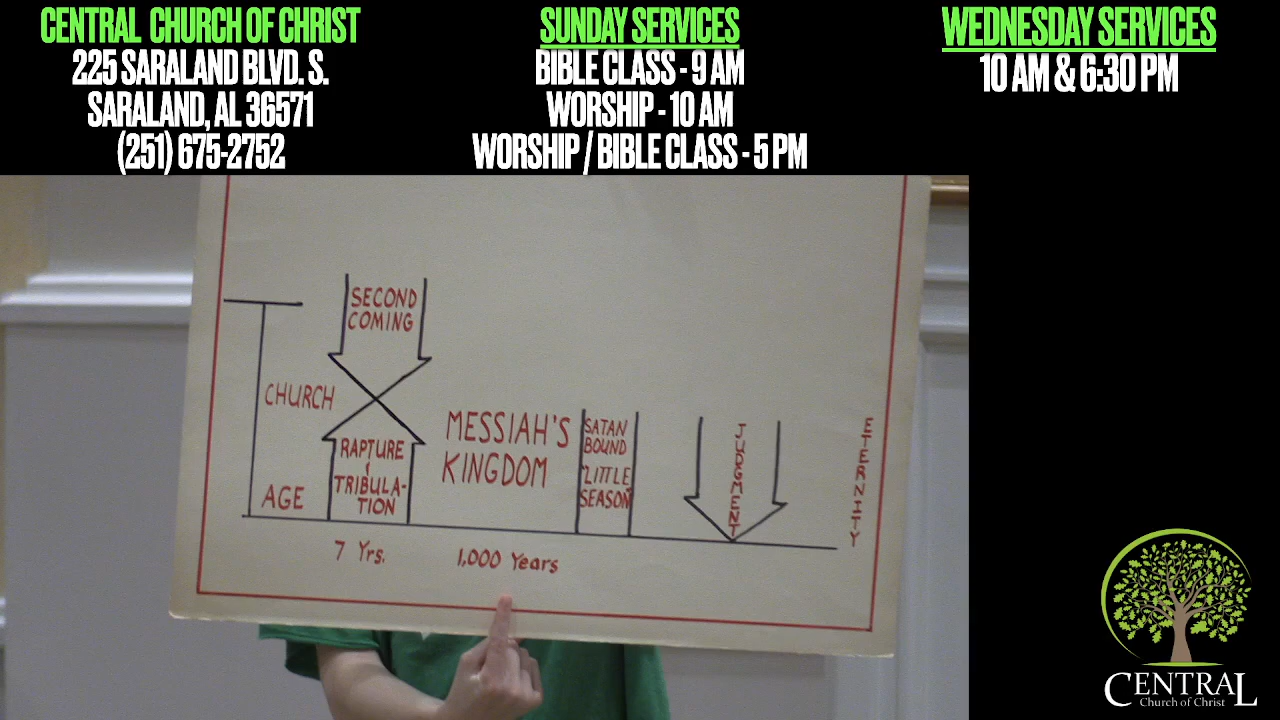 CENTRAL CHURCH OF CHRIST
225 SARALAND BLVD. S.
SARALAND, AL 36571
(251) 675-2752
SUNDAY SERVICES
BIBLE CLASS - 9 AM
WORSHIP - 10 AM
WORSHIP / BIBLE CLASS - 5 PM
WEDNESDAY SERVICES
10 AM & 6:30 PM
SECOND
COMING
CHURCH
AGE
RAPTURE
&
TRIBULA-
TION
7 Yrs.
MESSIAH'S
KINGDOM
1,000 Years
SATAN
BOUND
"LITTLE
SEASON"
JUDGMENT
ETERNITY
CENTRAL
Church of Christ